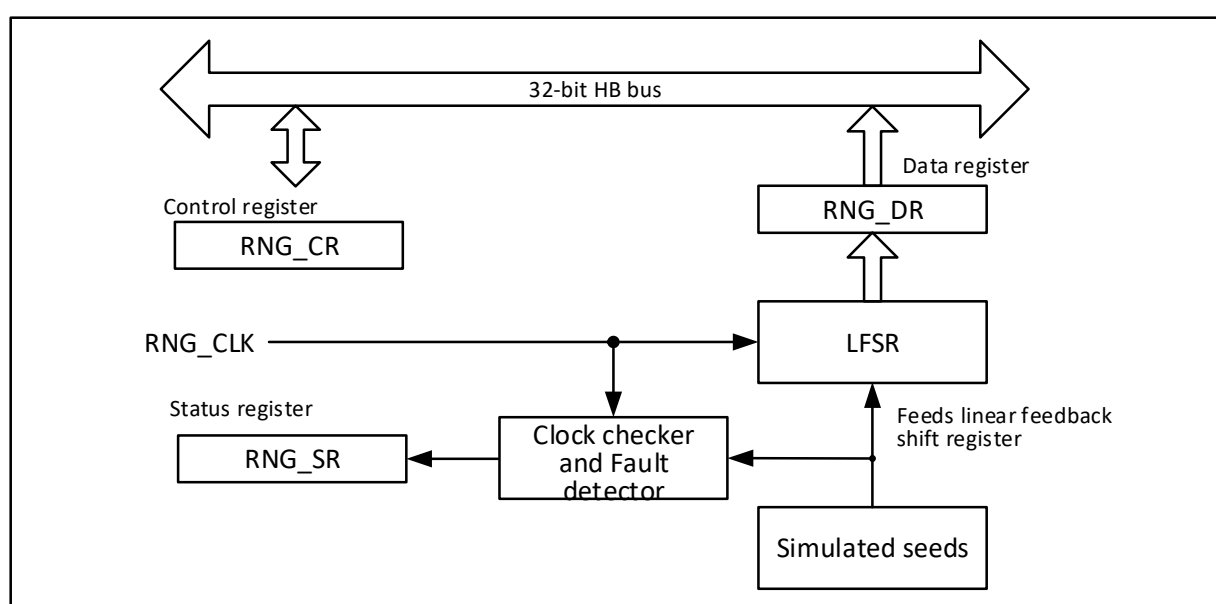 32-bit HB bus
Data register
Control register
RNG_DR
RNG_CR
RNG_CLK
LFSR
Status register
Feeds linear feedback
shift register
Clock checker
and Fault
detector
RNG_SR
Simulated seeds